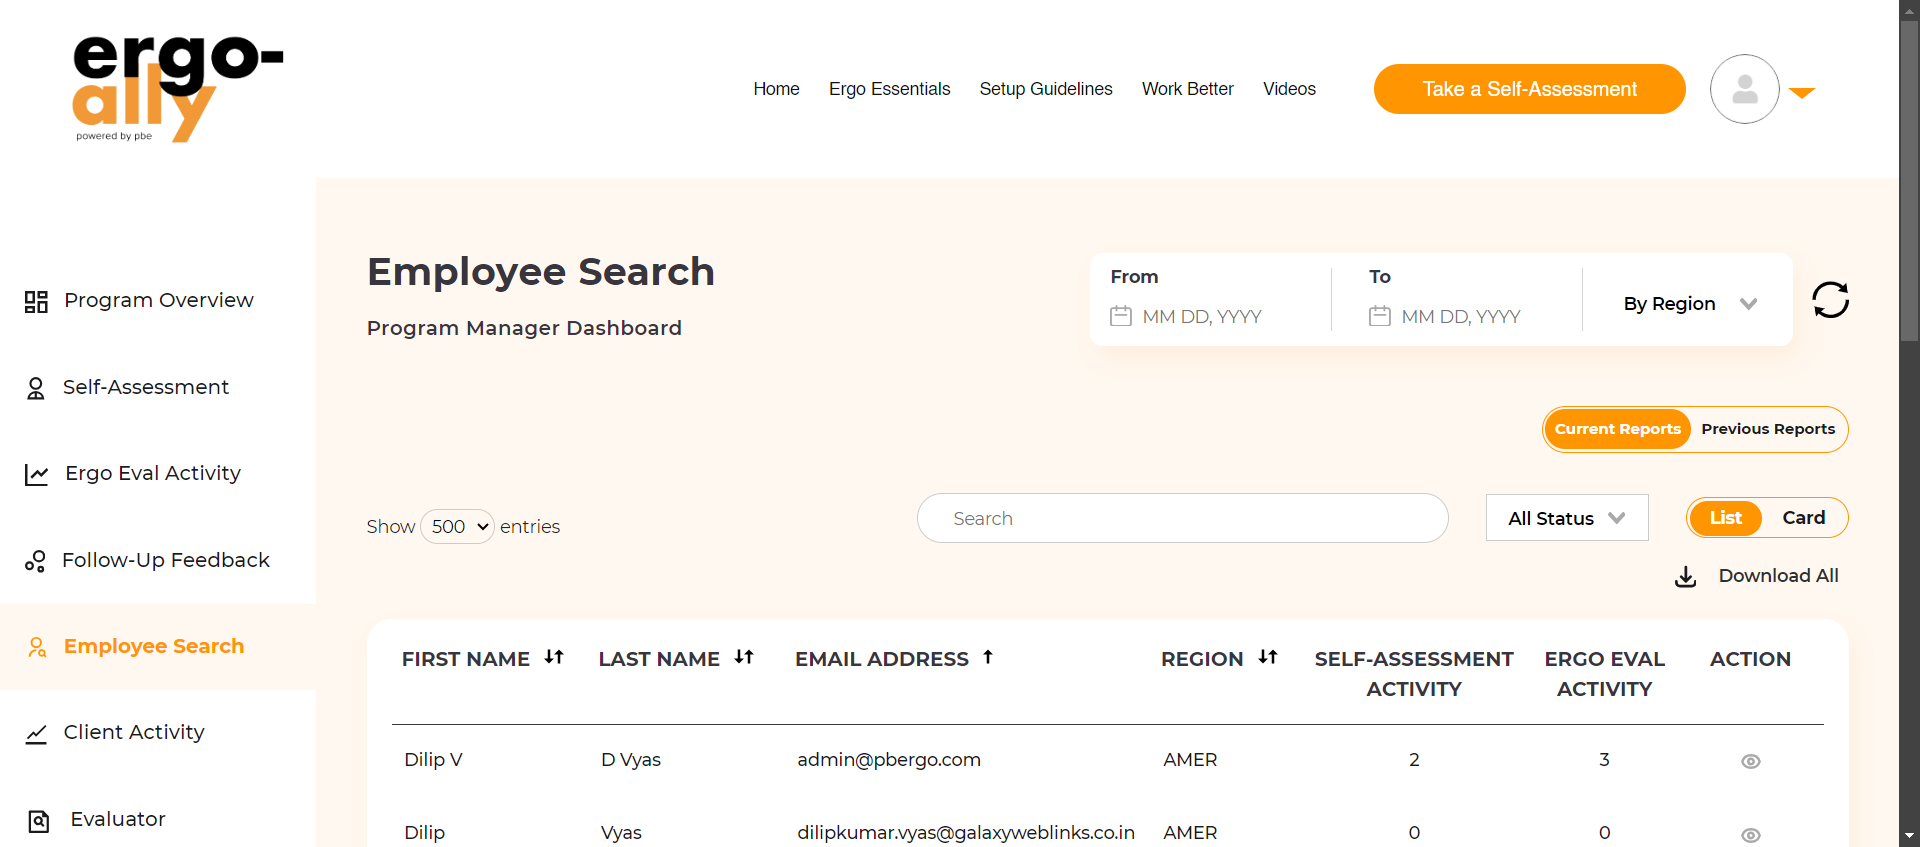 ergo-
ally
powered by pbe
Home Ergo Essentials Setup Guidelines Work Better Videos Take a Self-Assessment
Program Overview
Self-Assessment
Ergo Eval Activity
Follow-Up Feedback
Employee Search
Client Activity
Evaluator
Employee Search
Program Manager Dashboard
From To
MM DD, YYYY MM DD, YYYY By Region
Current Reports Previous Reports
Show 500 entries Search All Status List Card
Download All
FIRST NAME LAST NAME EMAIL ADDRESS REGION SELF-ASSESSMENT ERGO EVAL ACTION
ACTIVITY ACTIVITY
Dilip V D Vyas admin@pbergo.com AMER 2 3
Dilip Vyas dilipkumar.vyas@galaxyweblinks.co.in AMER 0 0